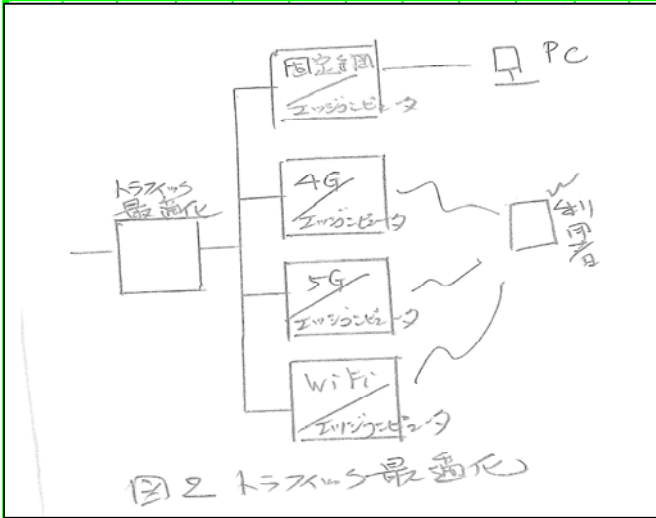 固定網
エッジコンピュータ
PC
トラフィック
最適化
4G
エッジコンピュータ
利用者
5G
エッジコンピュータ
WiFi
エッジコンピュータ
図2 トラフィック最適化